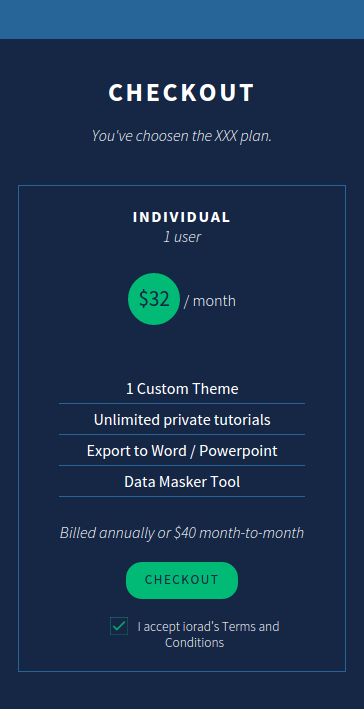 CHECKOUT
You've choosen the XXX plan.
INDIVIDUAL
1 user
$32 / month
1 Custom Theme
Unlimited private tutorials
Export to Word / Powerpoint
Data Masker Tool
Billed annually or $40 month-to-month
CHECKOUT
I accept iorad's Terms and
Conditions